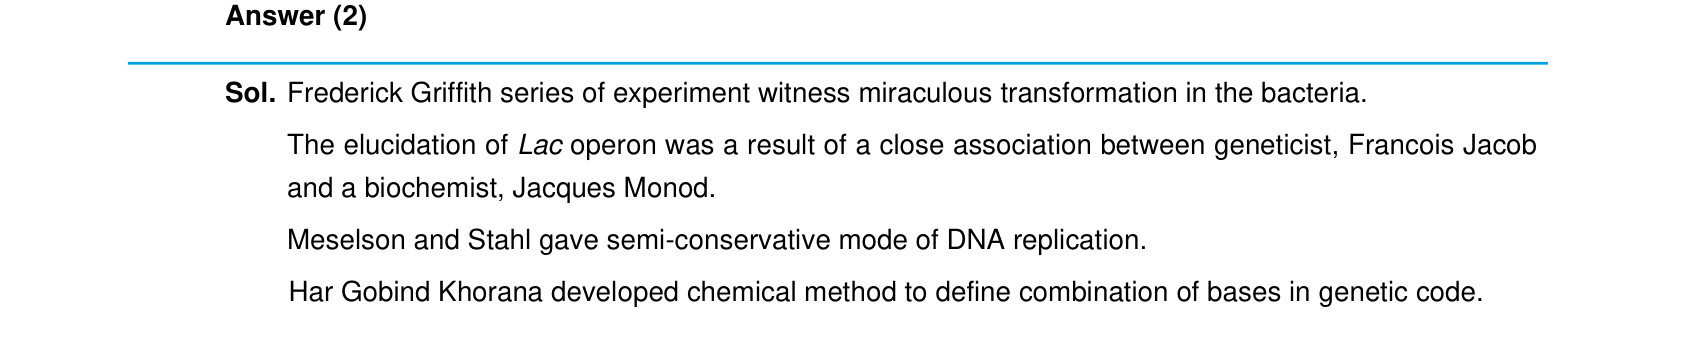 Answer (2)
Sol. Frederick Griffith series of experiment witness miraculous transformation in the bacteria.
The elucidation of Lac operon was a result of a close association between geneticist, Francois Jacob
and a biochemist, Jacques Monod.
Meselson and Stahl gave semi-conservative mode of DNA replication.
Har Gobind Khorana developed chemical method to define combination of bases in genetic code.